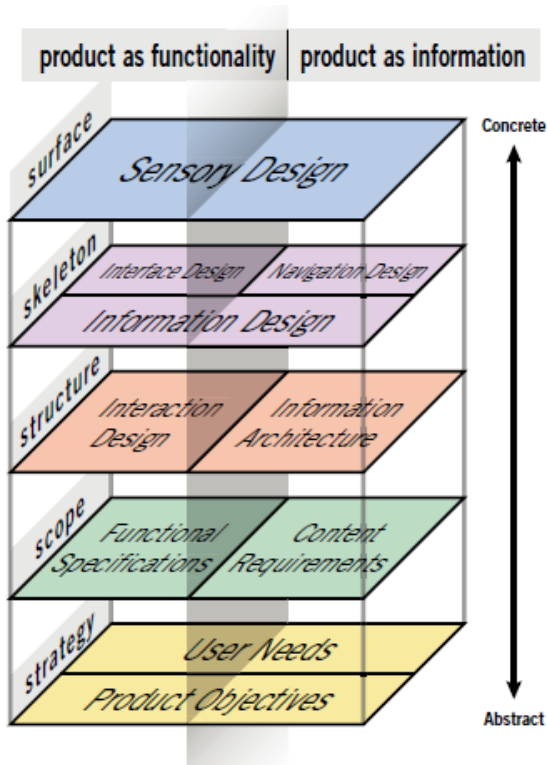 product as functionality
product as information
surface
Sensory Design
Concrete
skeleton
Interface Design
Navigation Design
Information Design
structure
Interaction
Design
Information
Architecture
scope
Functional
Specifications
Content
Requirements
strategy
User Needs
Product Objectives
Abstract